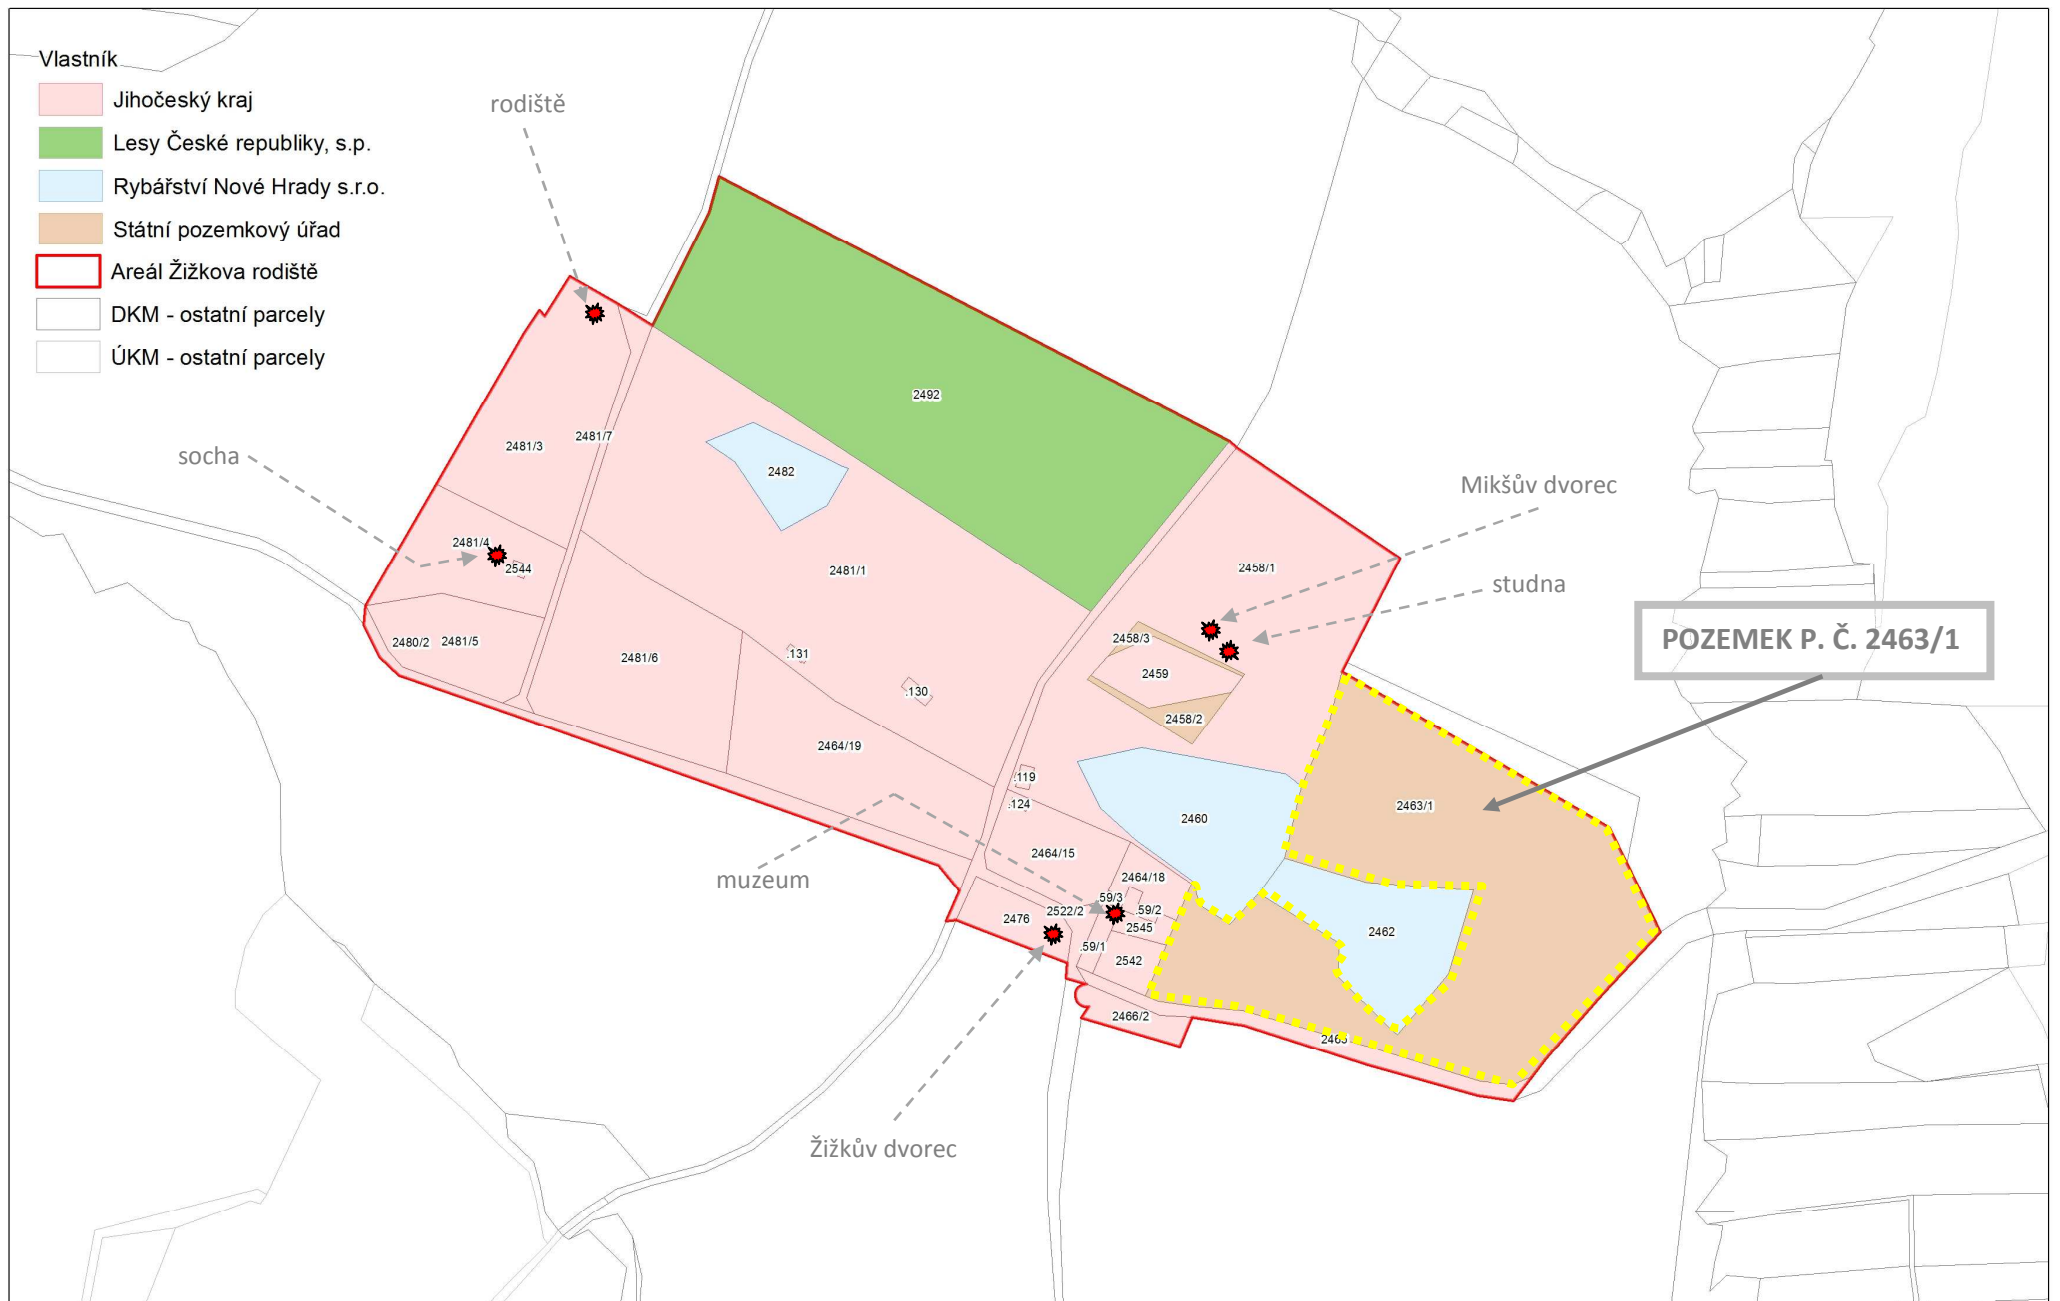 Vlastník
Jihočeský kraj
Lesy České republiky, s.p.
Rybářství Nové Hrady s.r.o.
Státní pozemkový úřad
Areál Žižkova rodiště
DKM - ostatní parcely
ÚKM - ostatní parcely
rodiště
2492
2481/3
2481/7
socha
2482
Mikšův dvorec
2481/4
2544
2481/1
2458/1
studna
2480/2
2481/5
2481/6
.131
2458/3
POZEMEK P. Č. 2463/1
2459
.130
2458/2
2464/19
.119
.124
2463/1
2460
2464/15
muzeum
2464/18
59/3
.59/2
2522/2
2476
2545
2462
.59/1
2542
2466/2
2465
Žižkův dvorec